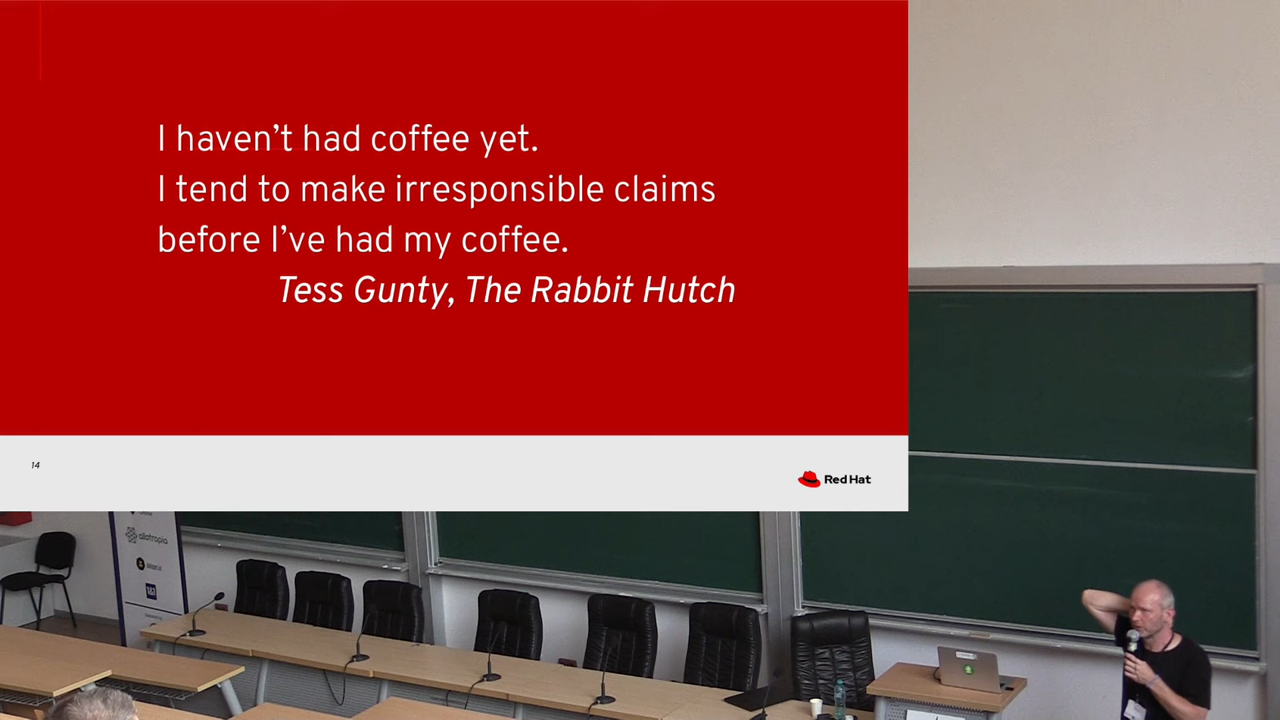 I haven't had coffee yet.
I tend to make irresponsible claims
before I've had my coffee.
Tess Gunty, The Rabbit Hutch
14
Red Hat
allotropia